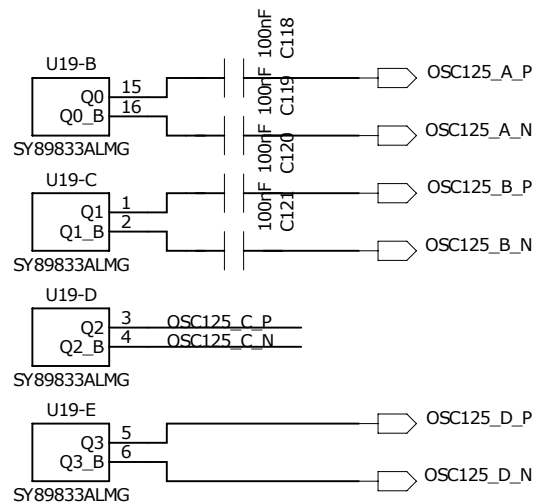 100nF
C118
U19-B
Q0 15
Q0_B 16
SY89833ALMG
OSC125_A_P
100nF
C119
OSC125_A_N
100nF
C120
U19-C
Q1 1
Q1_B 2
SY89833ALMG
OSC125_B_P
100nF
C121
OSC125_B_N
U19-D
Q2 3 OSC125_C_P
Q2_B 4 OSC125_C_N
SY89833ALMG
U19-E
Q3 5
Q3_B 6
SY89833ALMG
OSC125_D_P
OSC125_D_N